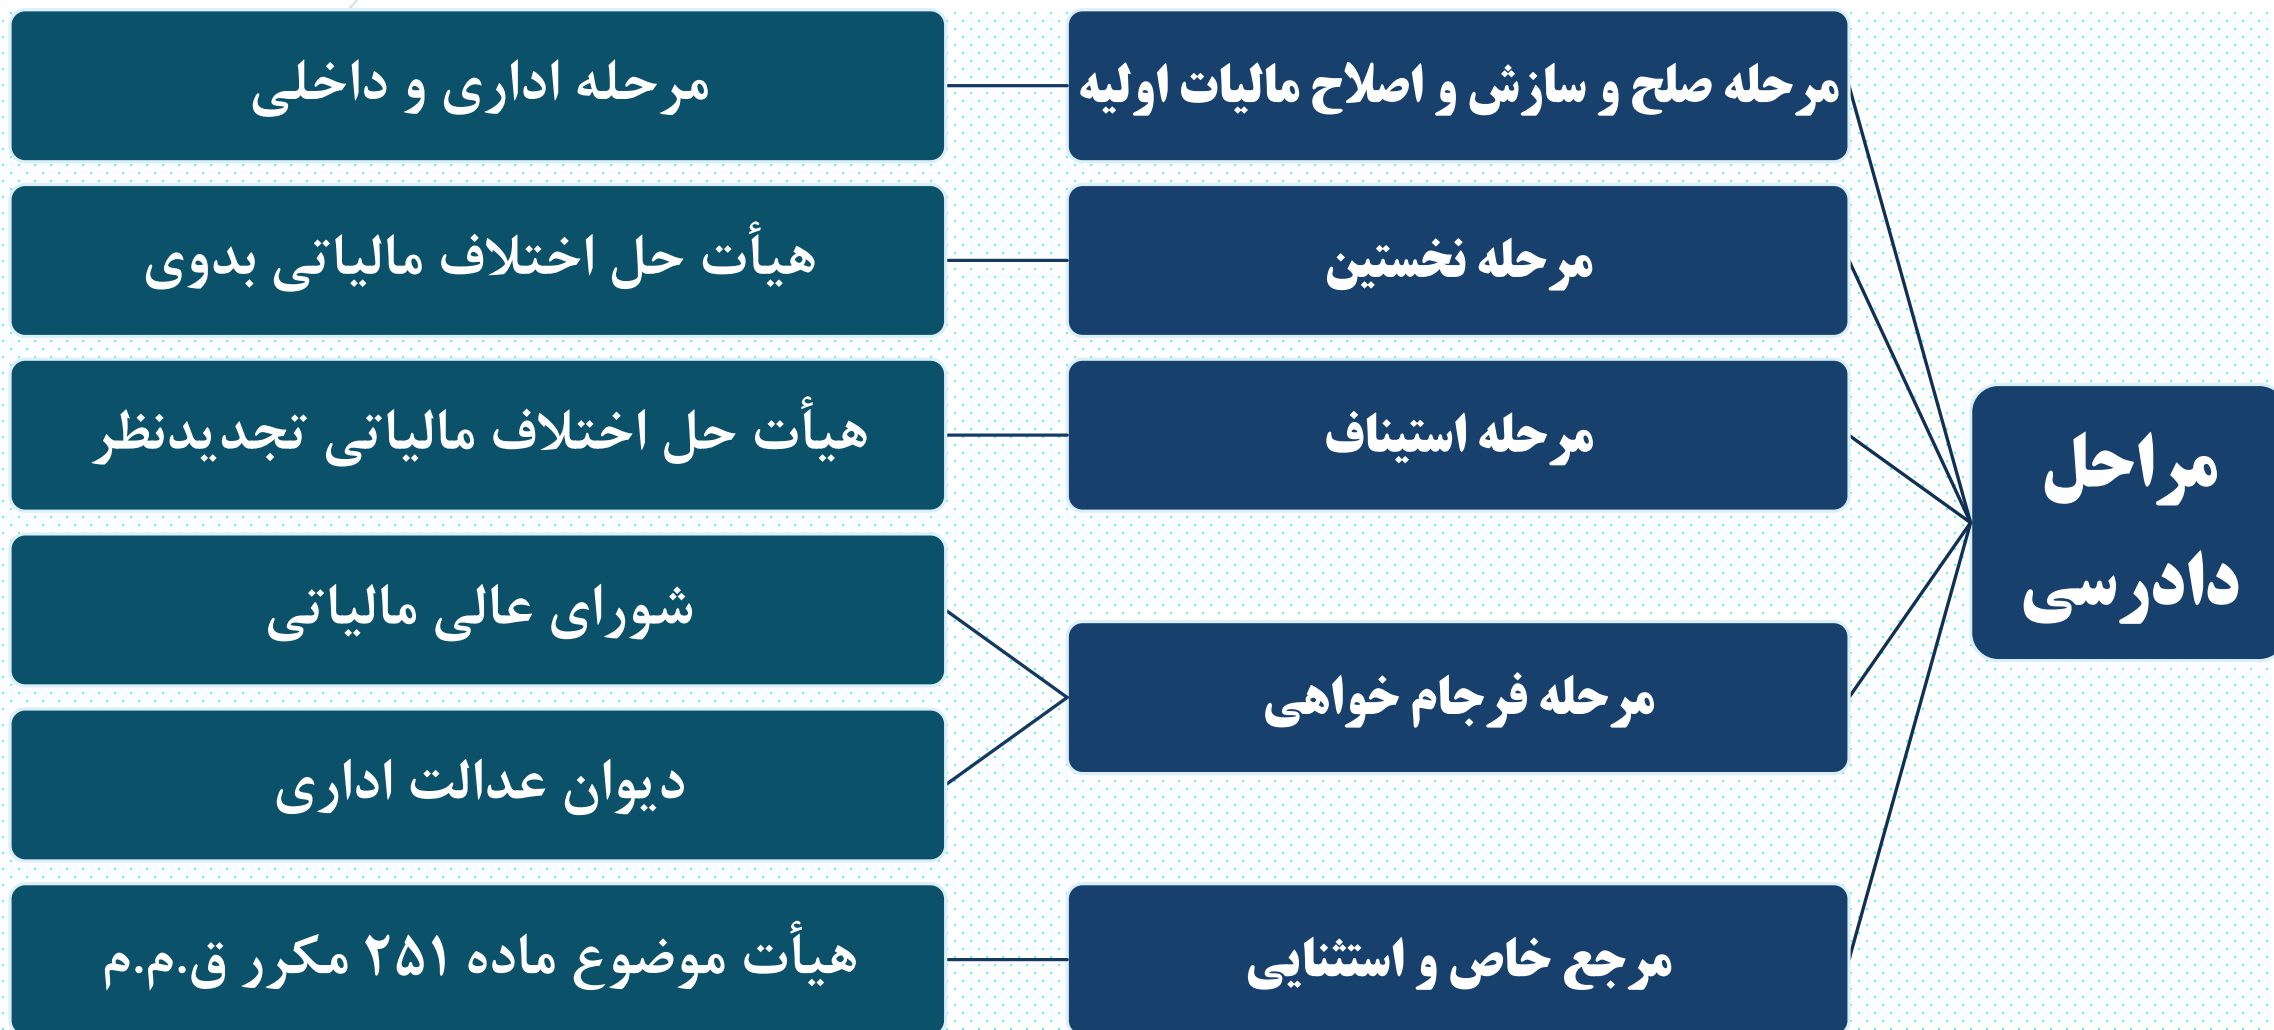 مراحل
دادرسی
مرحله صلح و سازش و اصلاح مالیات اولیه
مرحله اداری و داخلی
مرحله نخستین
هیأت حل اختلاف مالیاتی بدوی
مرحله استیناف
هیأت حل اختلاف مالیاتی تجدیدنظر
مرحله فرجام خواهی
شورای عالی مالیاتی
دیوان عدالت اداری
مرجع خاص و استثنایی
هیأت موضوع ماده ۲۵۱ مکرر ق.م.م